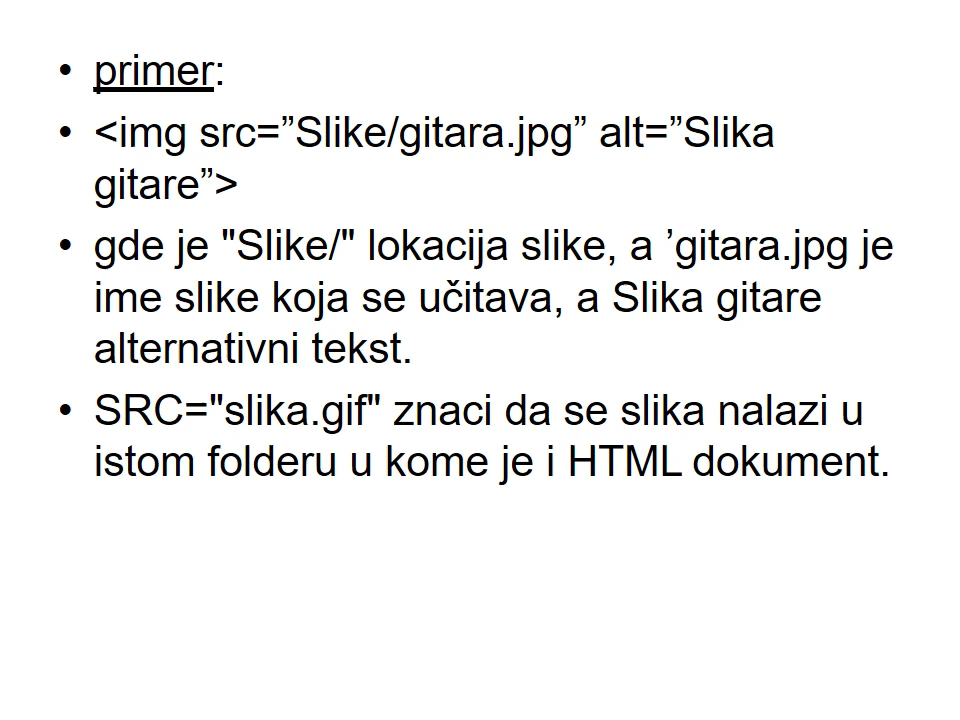 • primer:
• <img src=”Slike/gitara.jpg” alt=”Slika
gitare”>
• gde je "Slike/" lokacija slike, a ’gitara.jpg je
ime slike koja se učitava, a Slika gitare
alternativni tekst.
• SRC="slika.gif" znaci da se slika nalazi u
istom folderu u kome je i HTML dokument.